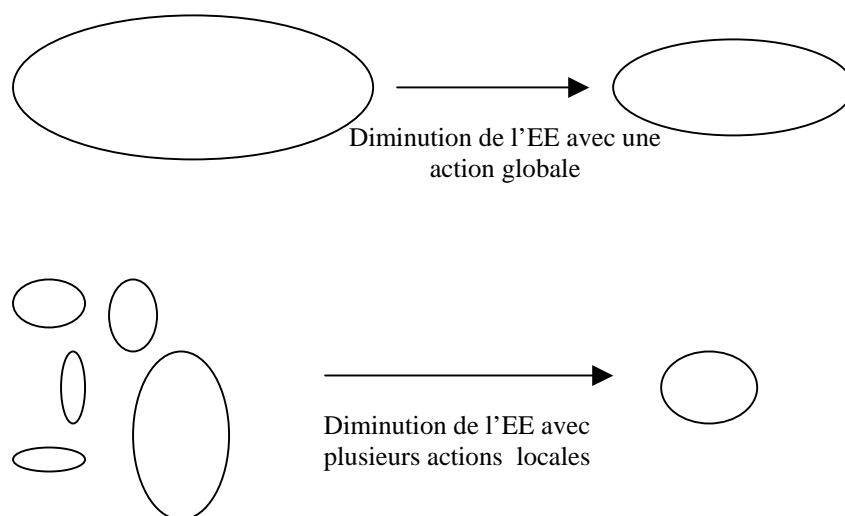 Diminution de l’EE avec une
action globale
Diminution de l’EE avec
plusieurs actions locales